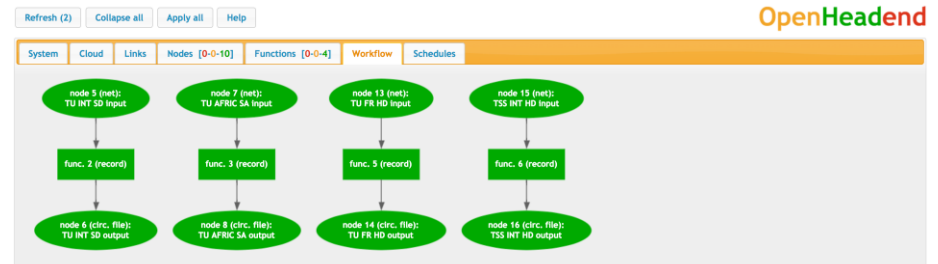 Refresh (2) Collapse all Apply all Help
OpenHeadend
System Cloud Links Nodes [0-0-10] Functions [0-0-4] Workflow Schedules
node 5 (net):
TU INT SD input
node 7 (net):
TU AFRIC SA input
node 13 (net):
TU FR HD input
node 15 (net):
TSS INT HD input
func. 2 (record)
func. 3 (record)
func. 5 (record)
func. 6 (record)
node 6 (circ. file):
TU INT SD output
node 8 (circ. file):
TU AFRIC SA output
node 14 (circ. file):
TU FR HD output
node 16 (circ. file):
TSS INT HD output